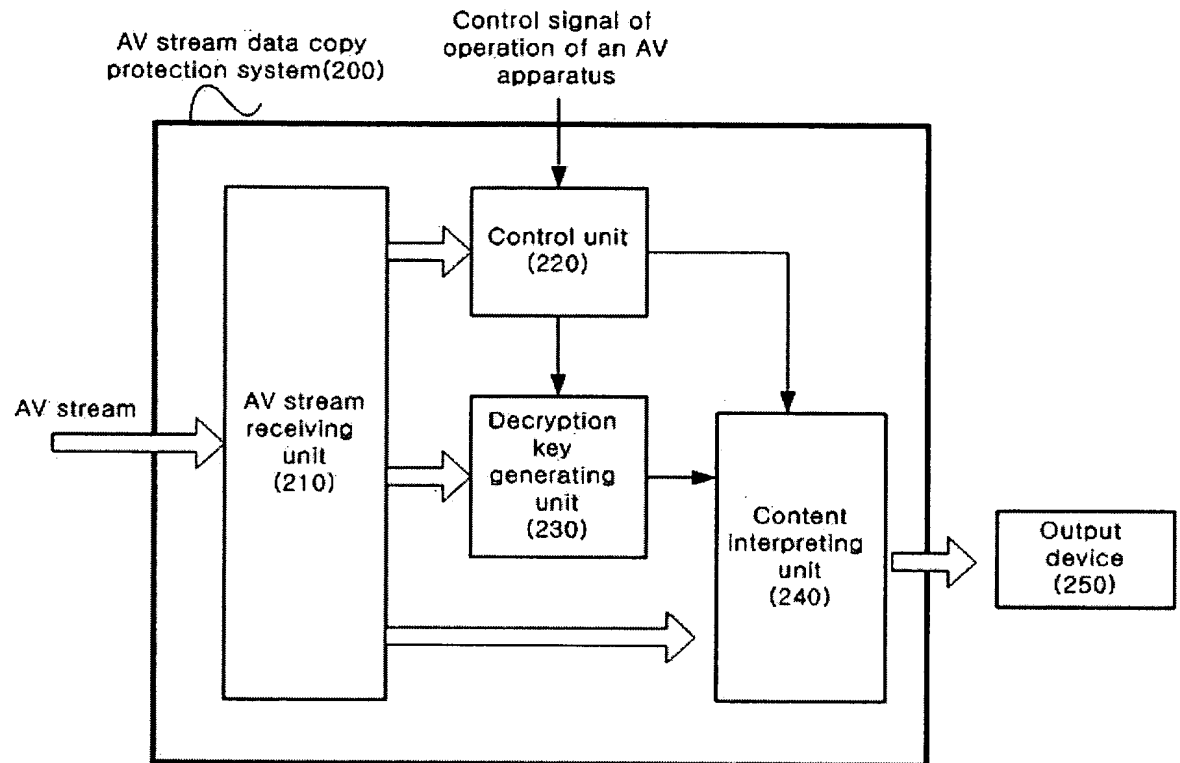 AV stream data copy
protection system(200)
Control signal of
operation of an AV
apparatus
Control unit
(220)
AV stream
AV stream
receiving
unit
(210)
Decryption
key
generating
unit
(230)
Content
interpreting
unit
(240)
Output
device
(250)